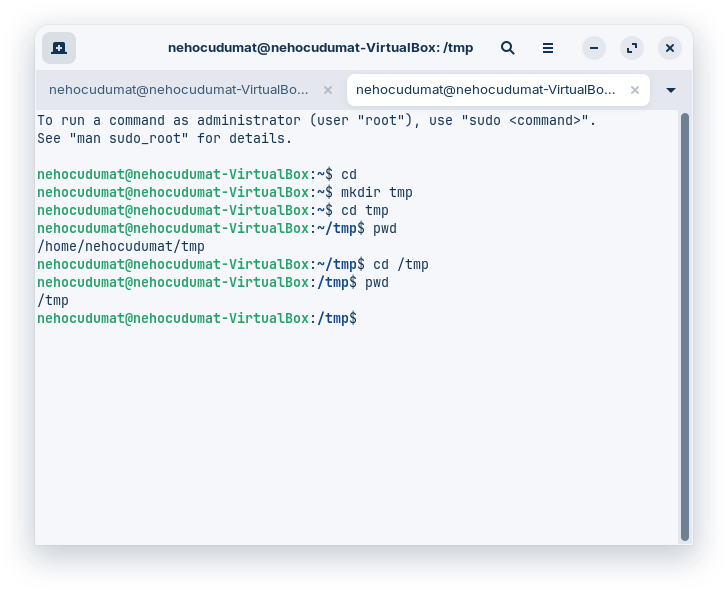 nehocudumat@nehocudumat-VirtualBox: /tmp
nehocudumat@nehocudumat-VirtualBo...
nehocudumat@nehocudumat-VirtualBo...
To run a command as administrator (user "root"), use "sudo <command>".
See "man sudo_root" for details.
nehocudumat@nehocudumat-VirtualBox:~$ cd
nehocudumat@nehocudumat-VirtualBox:~$ mkdir tmp
nehocudumat@nehocudumat-VirtualBox:~$ cd tmp
nehocudumat@nehocudumat-VirtualBox:~/tmp$ pwd
/home/nehocudumat/tmp
nehocudumat@nehocudumat-VirtualBox:~/tmp$ cd /tmp
nehocudumat@nehocudumat-VirtualBox:/tmp$ pwd
/tmp
nehocudumat@nehocudumat-VirtualBox:/tmp$